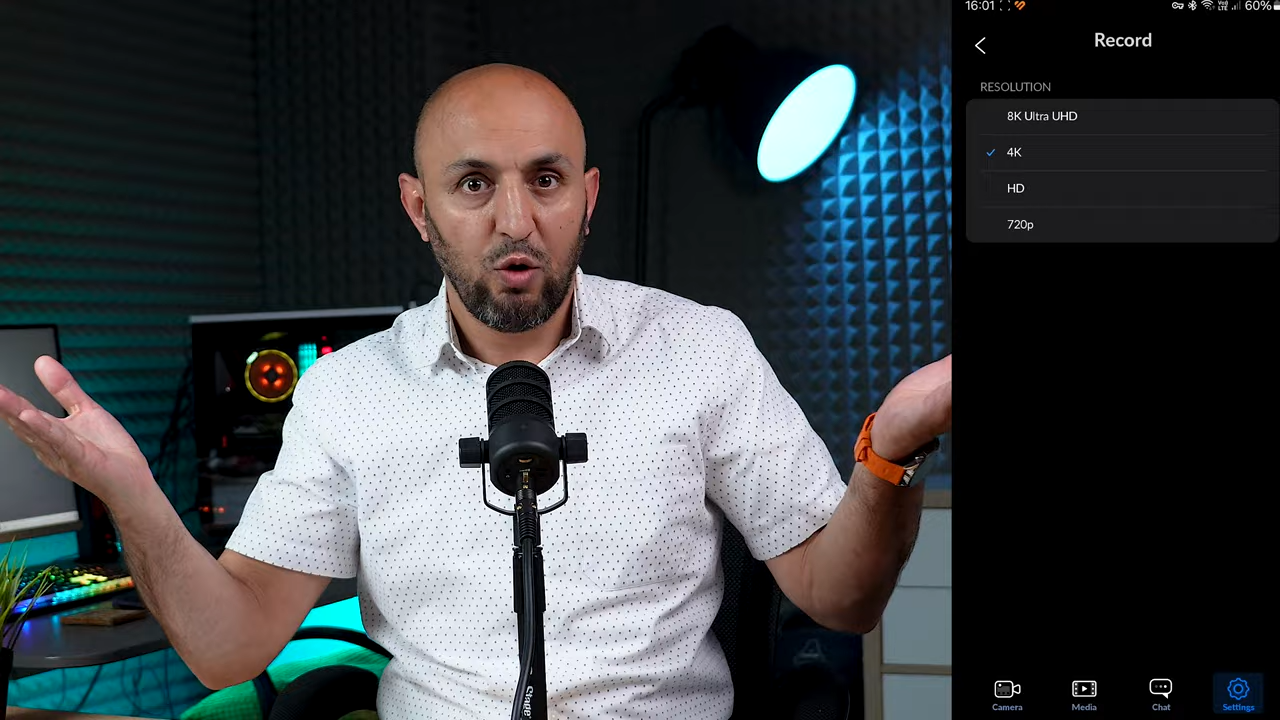 16:01
60%
Record
RESOLUTION
8K Ultra UHD
4K
HD
720p
Camera
Media
Chat
Settings